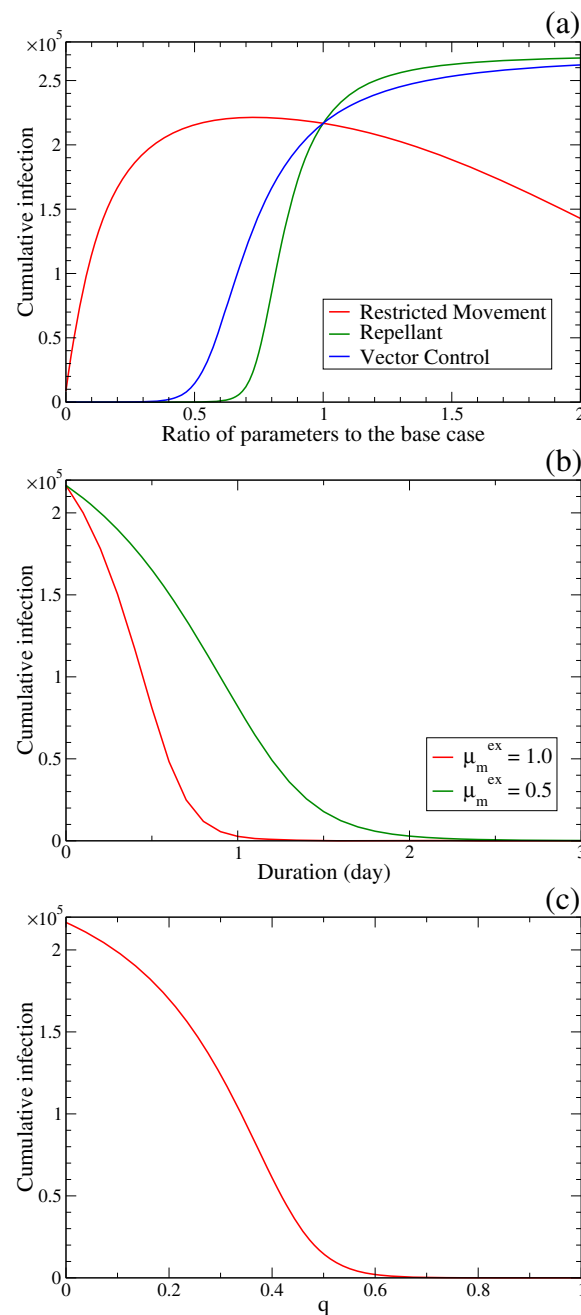 (a)
×10^5
2.5
2
1.5
1
0.5
0
Cumulative infection
Restricted Movement
Repellant
Vector Control
0 0.5 1 1.5 2
Ratio of parameters to the base case
(b)
×10^5
2
1.5
1
0.5
0
Cumulative infection
μ_m^ex = 1.0
μ_m^ex = 0.5
0 1 2 3
Duration (day)
(c)
×10^5
2
1.5
1
0.5
0
Cumulative infection
0 0.2 0.4 0.6 0.8 1
q